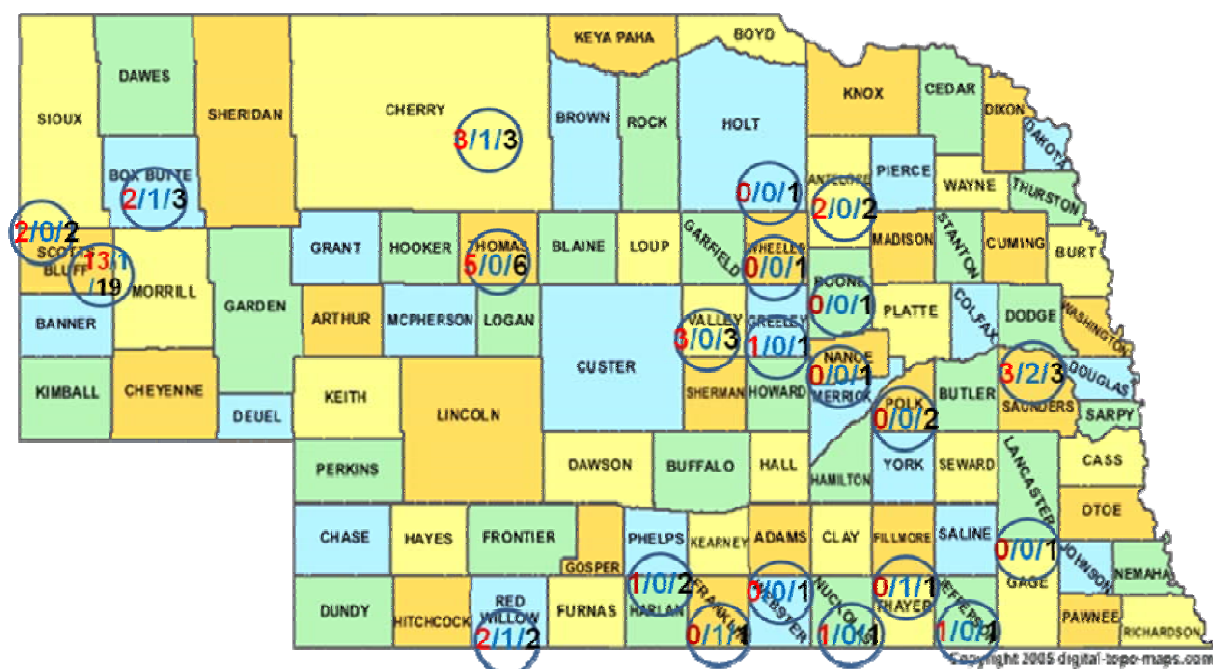 KEYA PAHA
BOYD
DAWES
SIOUX
SHERIDAN
CHERRY
BROWN
ROCK
HOLT
KNOX
CEDAR
DIXON
DAKOTA
3/1/3
BOX BUTTE
2/1/3
ANTELOPE
PIERCE
WAYNE
THURSTON
0/0/1
2/0/2
2/0/2
SCOTTS
BLUFF
13/1
/19
MORRILL
GARDEN
GRANT
HOOKER
THOMAS
5/0/6
BLAINE
LOUP
GARFIELD
WHEELER
0/0/1
MADISON
STANTON
CUMING
BURT
BOONE
0/0/1
BANNER
ARTHUR
MCPHERSON
LOGAN
CUSTER
VALLEY
3/0/3
GREELEY
1/0/1
PLATTE
COLFAX
DODGE
WASHINGTON
NANCE
0/0/1
MERRICK
KIMBALL
CHEYENNE
DEUEL
KEITH
LINCOLN
SHERMAN
HOWARD
POLK
0/0/2
BUTLER
3/2/3
SAUNDERS
DOUGLAS
SARPY
PERKINS
DAWSON
BUFFALO
HALL
HAMILTON
YORK
SEWARD
LANCASTER
CASS
OTOE
CHASE
HAYES
FRONTIER
GOSPER
PHELPS
KEARNEY
ADAMS
CLAY
FILLMORE
SALINE
0/0/1
GAGE
JOHNSON
NEMAHA
DUNDY
HITCHCOCK
RED
WILLOW
2/1/2
FURNAS
1/0/2
HARLAN
FRANKLIN
0/1/1
0/0/1
WEBSTER
NUCKOLLS
1/0/1
0/1/1
THAYER
JEFFERSON
1/0/1
PAWNEE
RICHARDSON
Copyright 2005 digital-topo-maps.com